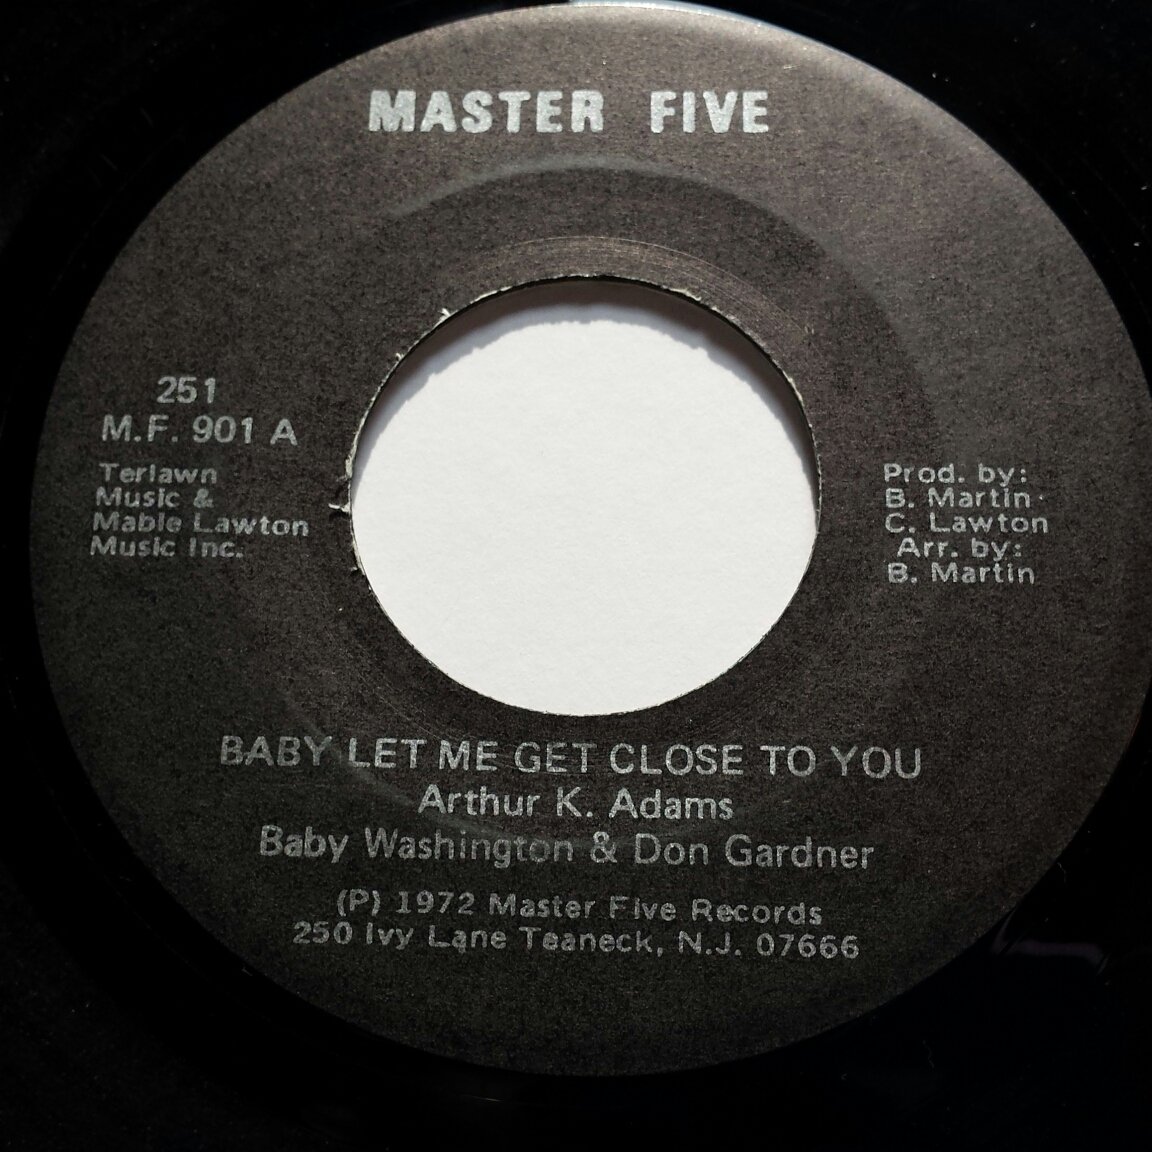 MASTER FIVE
251
M.F. 901 A
Terlawn
Music &
Mable Lawton
Music Inc.
Prod. by:
B. Martin
C. Lawton
Arr. by:
B. Martin
BABY LET ME GET CLOSE TO YOU
Arthur K. Adams
Baby Washington & Don Gardner
(P) 1972 Master Five Records
250 Ivy Lane Teaneck, N.J. 07666